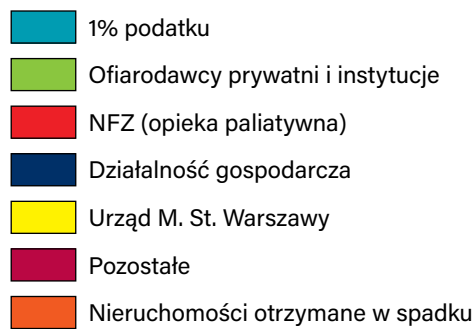 1% podatku
Ofiarodawcy prywatni i instytucje
NFZ (opieka paliatywna)
Działalność gospodarcza
Urząd M. St. Warszawy
Pozostałe
Nieruchomości otrzymane w spadku